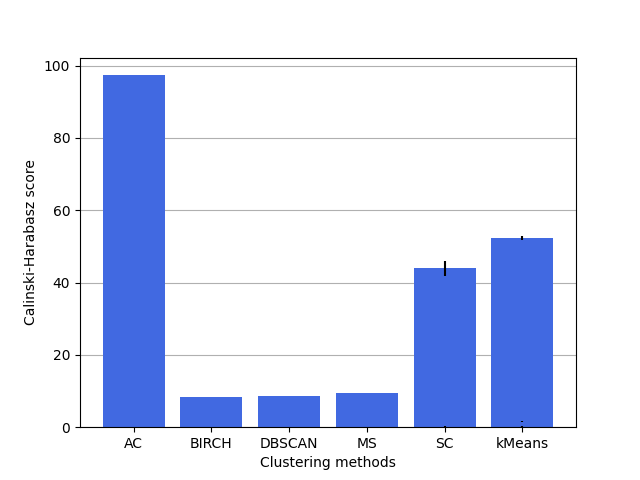 100
80
60
40
20
0
Calinski-Harabasz score
AC BIRCH DBSCAN MS SC kMeans
Clustering methods